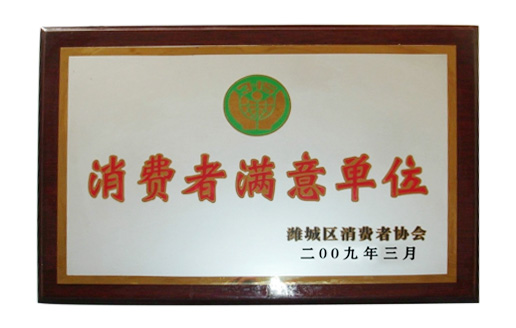 消费者满意单位
潍城区消费者协会
二00九年三月